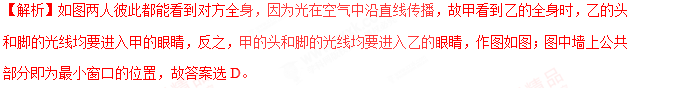 【解析】如图两人彼此都能看到对方全身，因为光在空气中沿直线传播，故甲看到乙的全身时，乙的头
和脚的光线均要进入甲的眼睛，反之，甲的头和脚的光线均要进入乙的眼睛，作图如图；图中墙上公共
部分即为最小窗口的位置，故答案选 D。